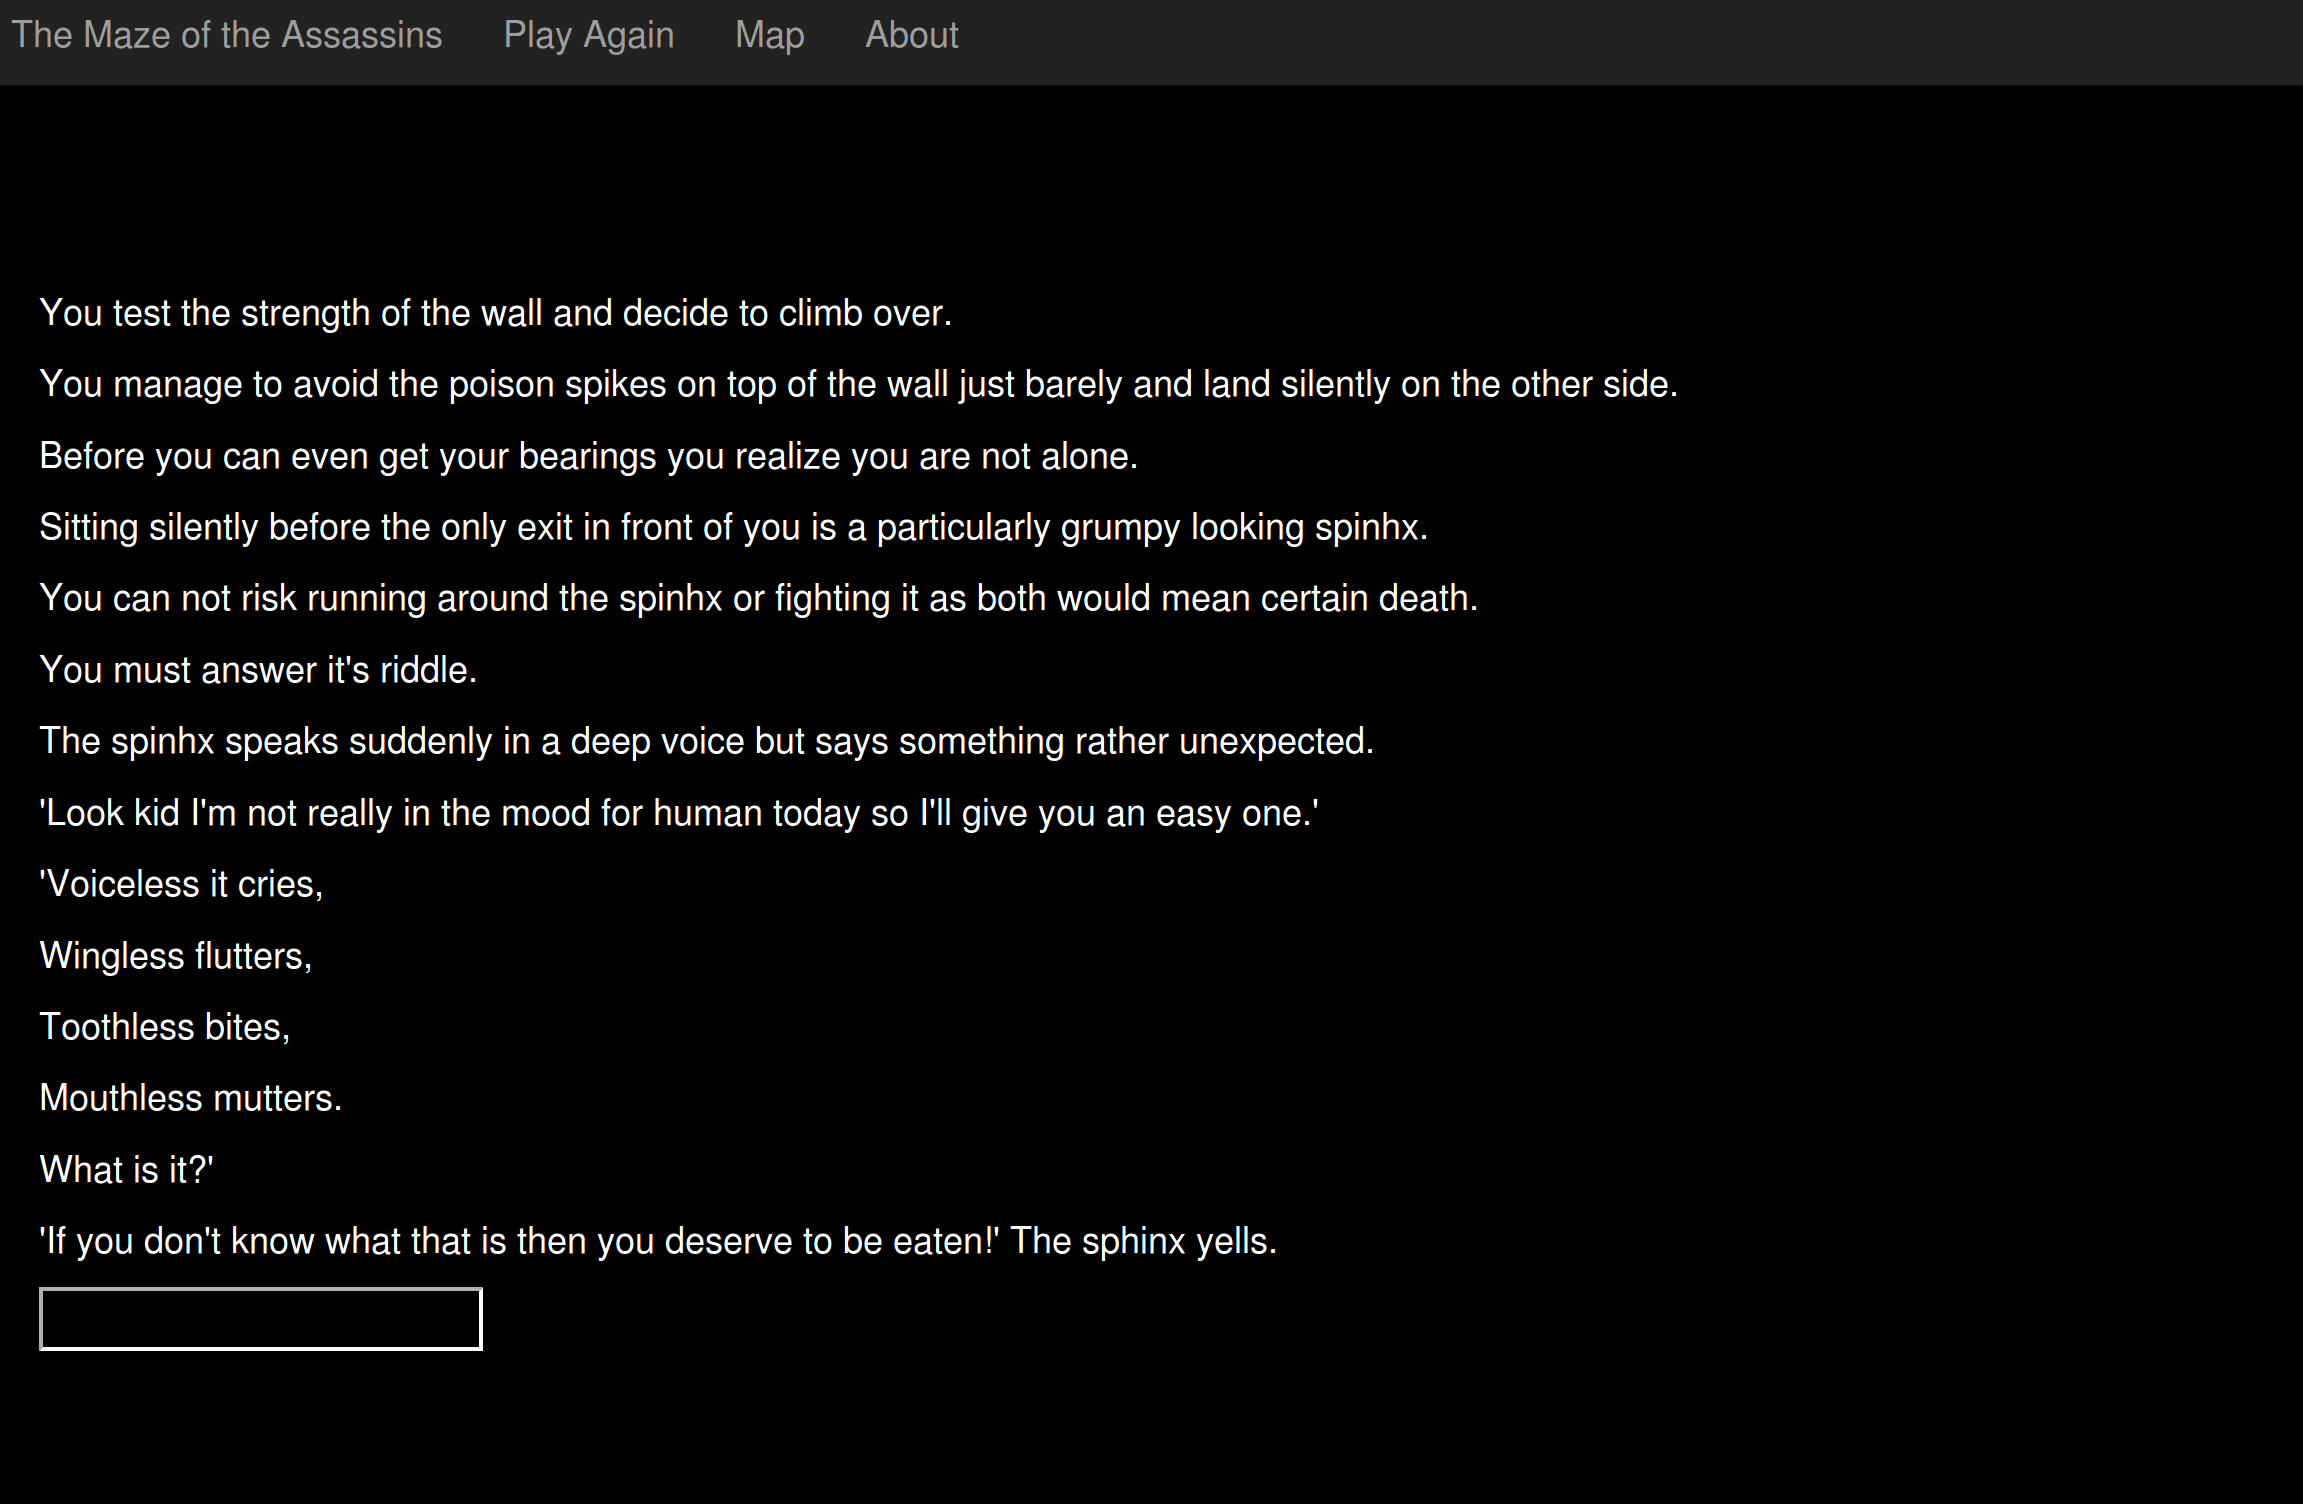 The Maze of the Assassins Play Again Map About
You test the strength of the wall and decide to climb over.
You manage to avoid the poison spikes on top of the wall just barely and land silently on the other side.
Before you can even get your bearings you realize you are not alone.
Sitting silently before the only exit in front of you is a particularly grumpy looking spinhx.
You can not risk running around the spinhx or fighting it as both would mean certain death.
You must answer it's riddle.
The spinhx speaks suddenly in a deep voice but says something rather unexpected.
'Look kid I'm not really in the mood for human today so I'll give you an easy one.'
'Voiceless it cries,
Wingless flutters,
Toothless bites,
Mouthless mutters.
What is it?'
'If you don't know what that is then you deserve to be eaten!' The sphinx yells.